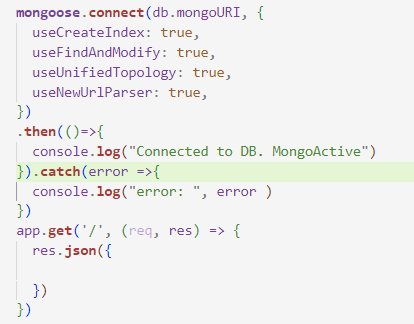 mongoose.connect(db.mongoURI, {
useCreateIndex: true,
useFindAndModify: true,
useUnifiedTopology: true,
useNewUrlParser: true,
})
.then(()=>{
console.log("Connected to DB. MongoActive")
}).catch(error =>{
console.log("error: ", error )
})
app.get('/', (req, res) => {
res.json({
})
})